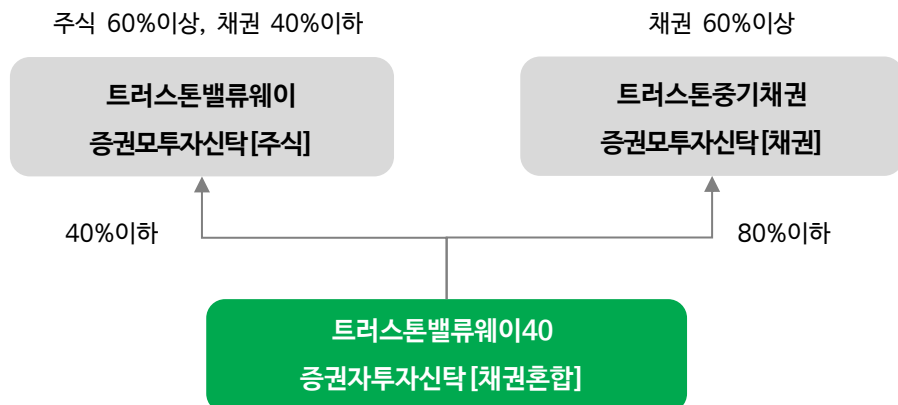 주식 60%이상, 채권 40%이하
채권 60%이상
트러스톤밸류웨이
증권모투자신탁[주식]
트러스톤중기채권
증권모투자신탁[채권]
40%이하
80%이하
트러스톤밸류웨이40
증권자투자신탁[채권혼합]